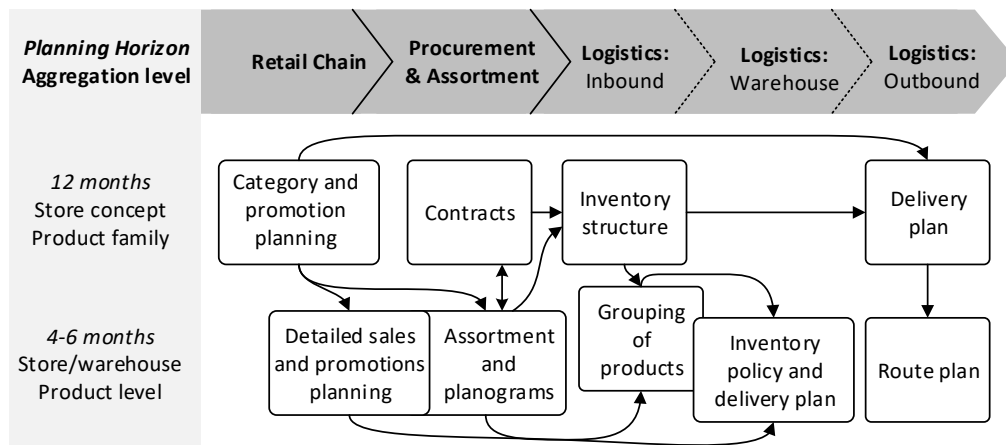 Planning Horizon
Aggregation level
Retail Chain
Procurement
& Assortment
Logistics:
Inbound
Logistics:
Warehouse
Logistics:
Outbound
12 months
Store concept
Product family
Category and
promotion
planning
Contracts
Inventory
structure
Delivery
plan
4-6 months
Store/warehouse
Product level
Detailed sales
and promotions
planning
Assortment
and
planograms
Grouping
of
products
Inventory
policy and
delivery plan
Route plan